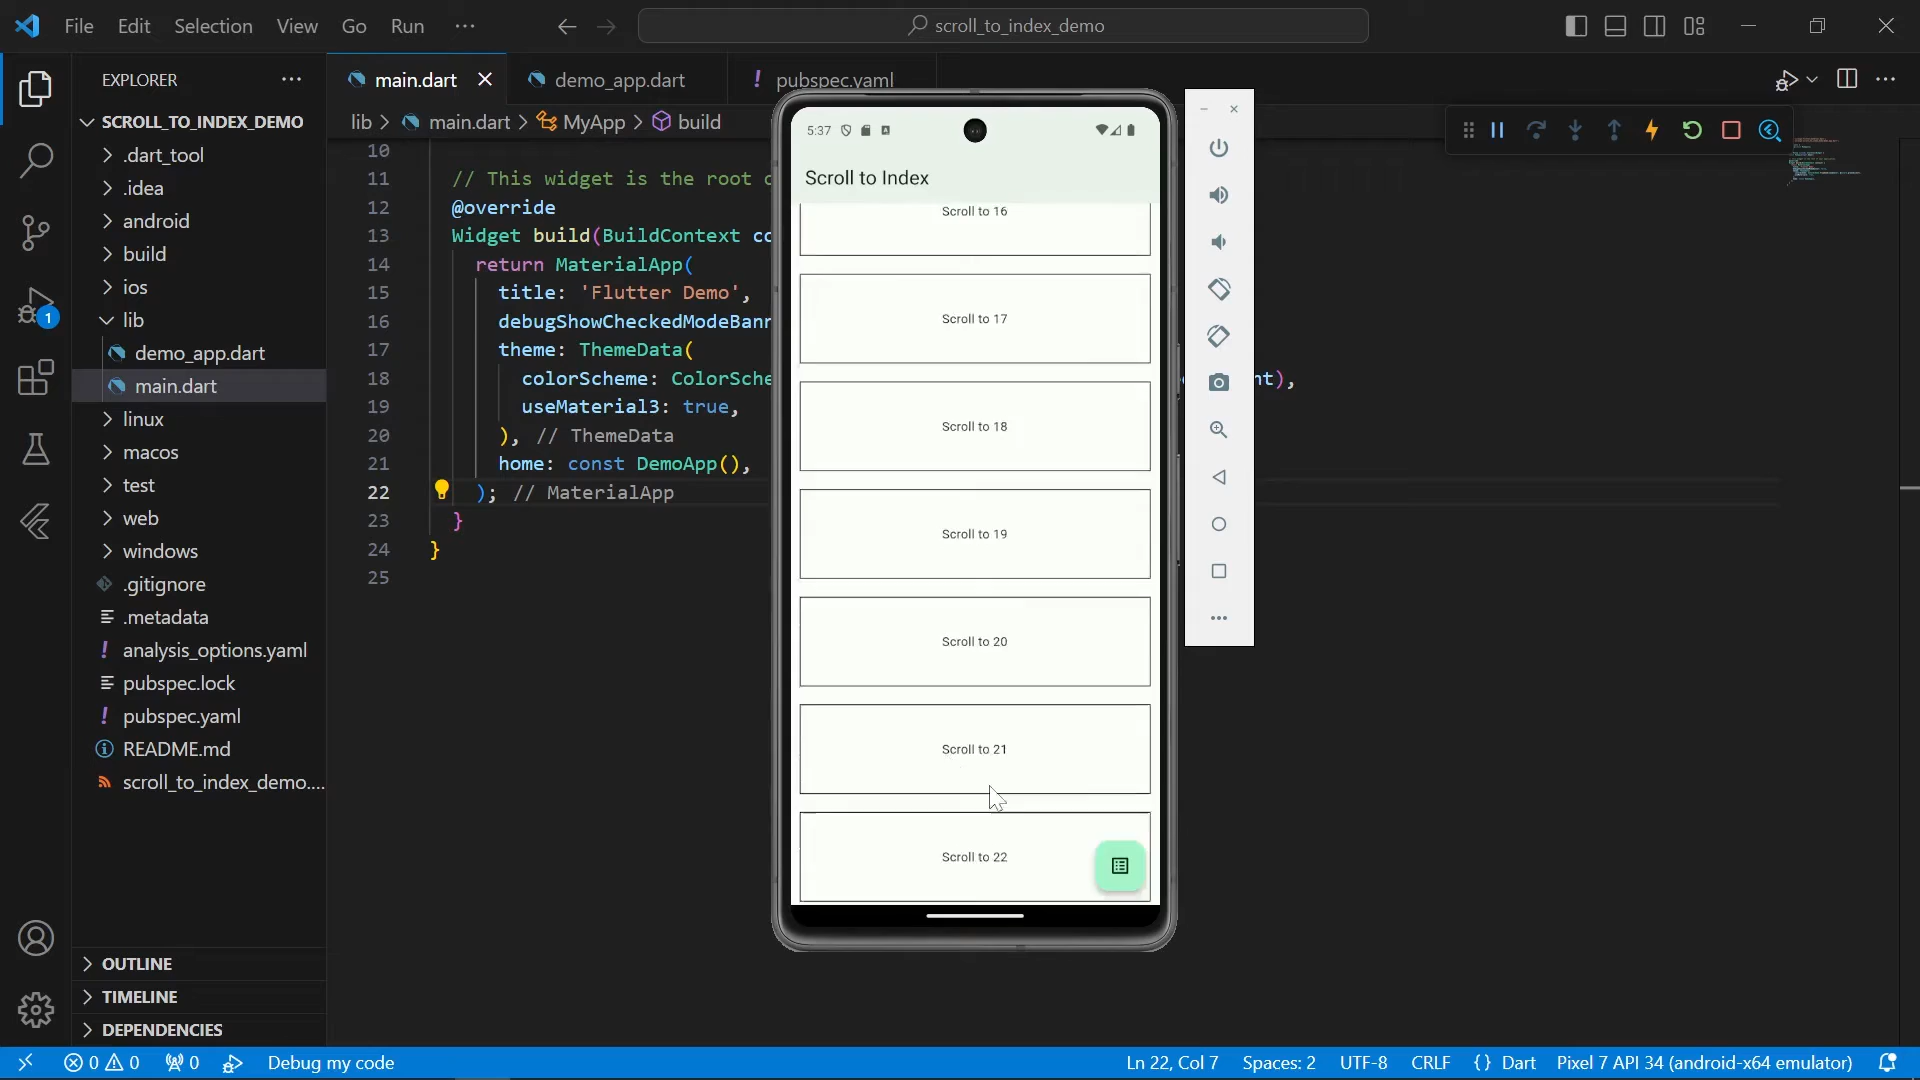 File Edit Selection View Go Run ···
scroll_to_index_demo
EXPLORER
SCROLL_TO_INDEX_DEMO
.dart_tool
.idea
android
build
ios
lib
demo_app.dart
main.dart
linux
macos
test
web
windows
.gitignore
.metadata
analysis_options.yaml
pubspec.lock
pubspec.yaml
README.md
scroll_to_index_demo....
OUTLINE
TIMELINE
DEPENDENCIES
1
main.dart
demo_app.dart
! pubspec.yaml
lib > main.dart > MyApp > build
10
11 // This widget is the root
12 @override
13 Widget build(BuildContext co
14 return MaterialApp(
15 title: 'Flutter Demo',
16 debugShowCheckedModeBann
17 theme: ThemeData(
18 colorScheme: ColorSche nt),
19 useMaterial3: true,
20 ), // ThemeData
21 home: const DemoApp(),
22 ); // MaterialApp
23 }
24 }
25
5:37
Scroll to Index
Scroll to 16
Scroll to 17
Scroll to 18
Scroll to 19
Scroll to 20
Scroll to 21
Scroll to 22
0 0 0 Debug my code
Ln 22, Col 7 Spaces: 2 UTF-8 CRLF {} Dart Pixel 7 API 34 (android-x64 emulator)